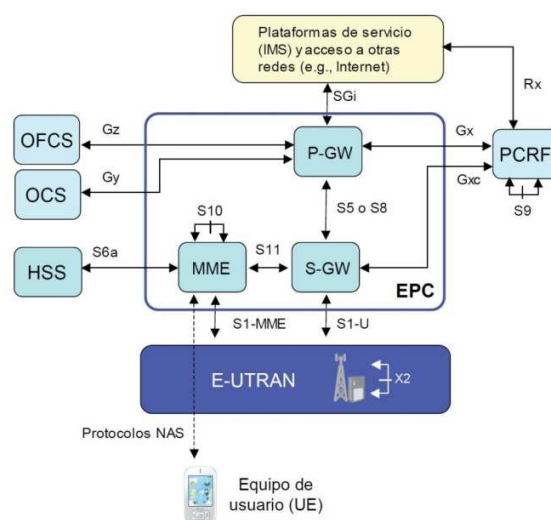 Plataformas de servicio
(IMS) y acceso a otras
redes (e.g., Internet)
Rx
SGi
OFCS
Gz
P-GW
Gx
PCRF
Gy
Gxc
OCS
S9
S5 o S8
S10
HSS
S6a
MME
S11
S-GW
EPC
S1-MME
S1-U
E-UTRAN
X2
Protocolos NAS
Equipo de
usuario (UE)